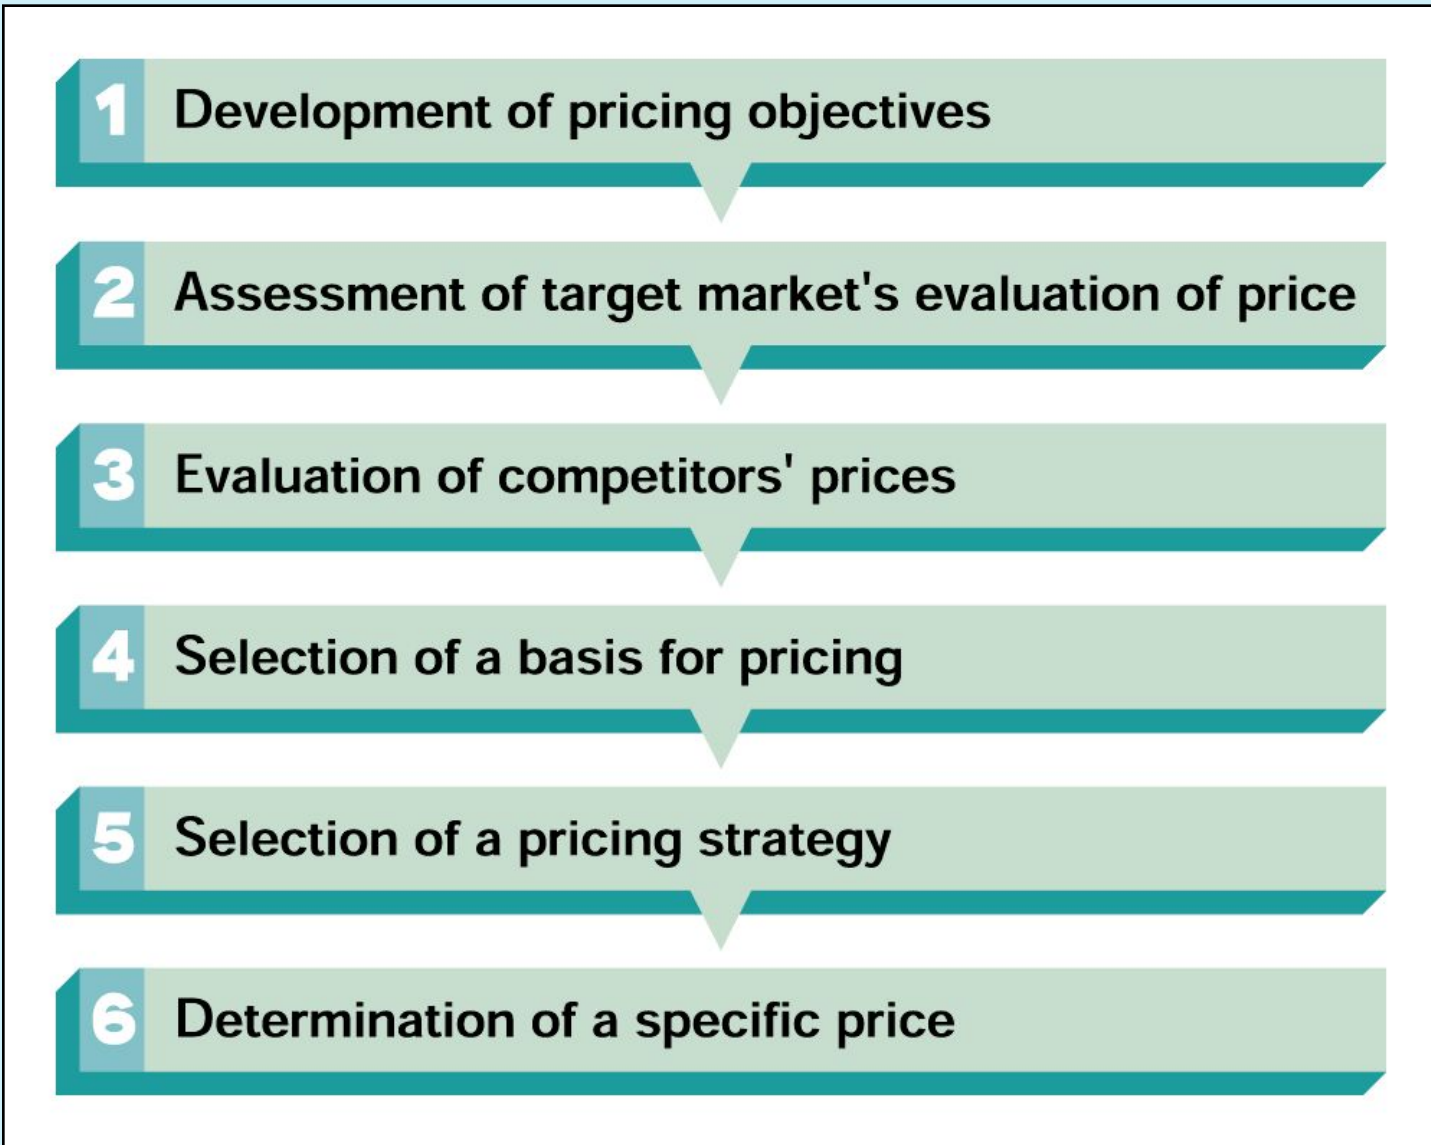 1 Development of pricing objectives
2 Assessment of target market's evaluation of price
3 Evaluation of competitors' prices
4 Selection of a basis for pricing
5 Selection of a pricing strategy
6 Determination of a specific price